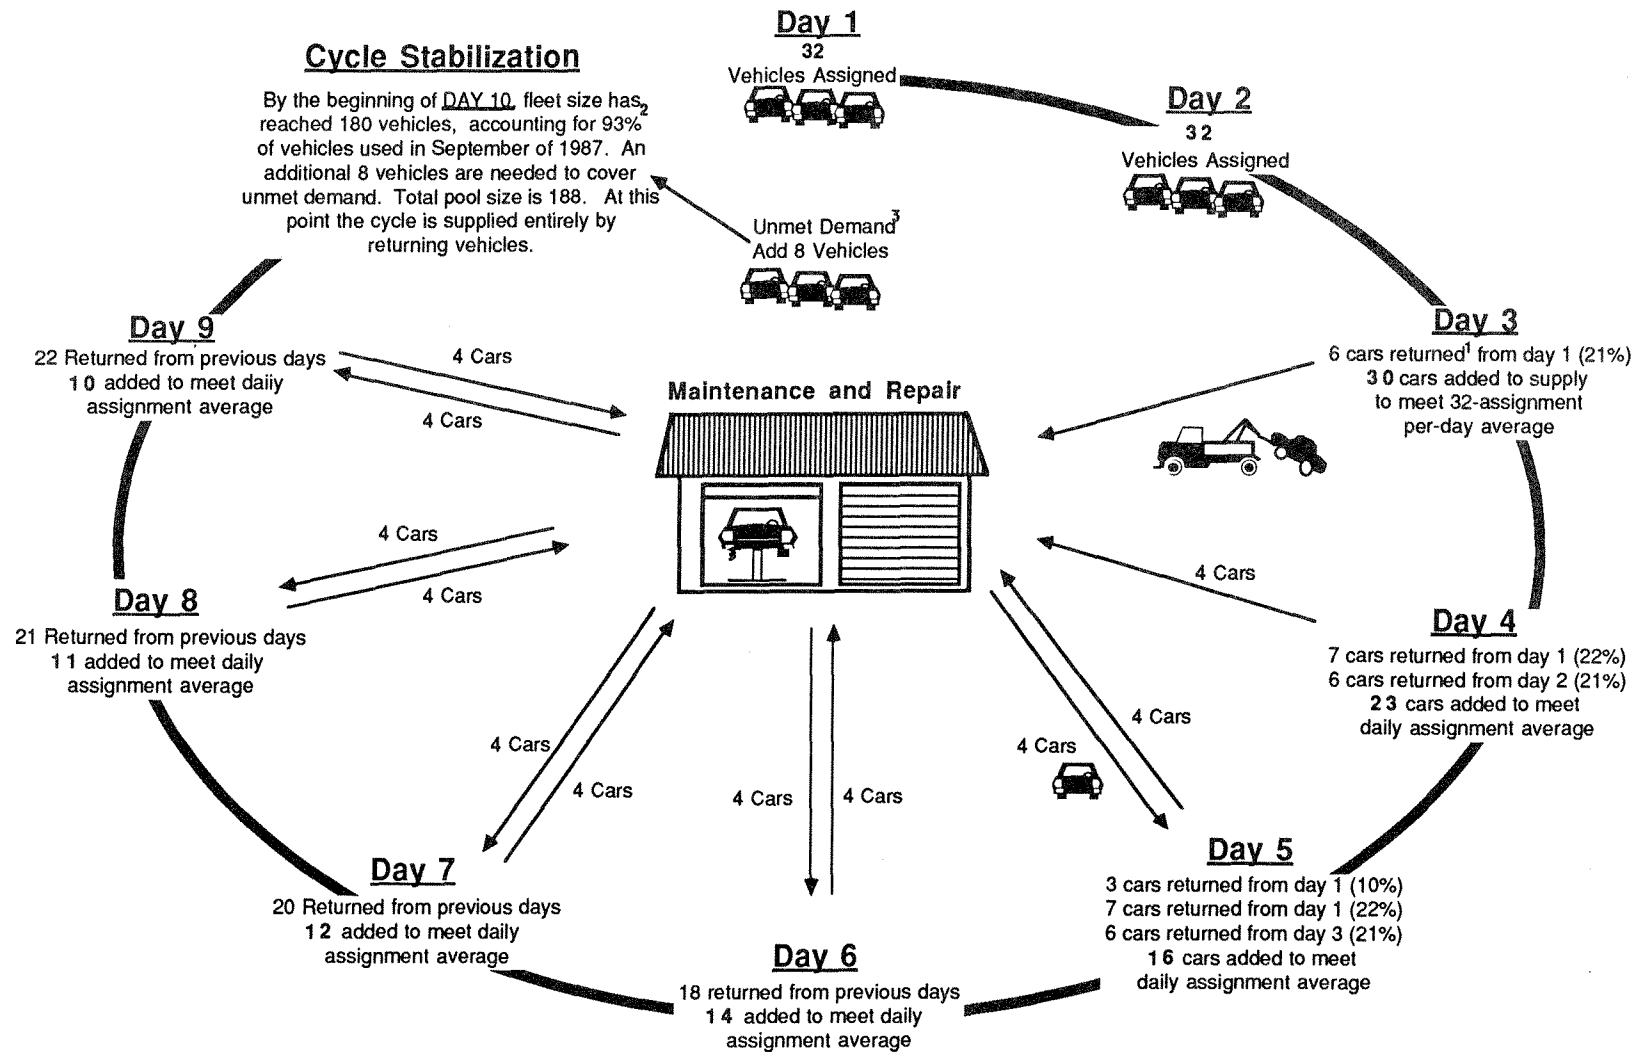 Day 1
32
Vehicles Assigned
Day 2
32
Vehicles Assigned
Cycle Stabilization
By the beginning of DAY 10, fleet size has
reached 180 vehicles, accounting for 93%²
of vehicles used in September of 1987. An
additional 8 vehicles are needed to cover
unmet demand. Total pool size is 188. At this
point the cycle is supplied entirely by
returning vehicles.
Unmet Demand³
Add 8 Vehicles
Day 3
6 cars returned¹ from day 1 (21%)
30 cars added to supply
to meet 32-assignment
per-day average
Day 4
7 cars returned from day 1 (22%)
6 cars returned from day 2 (21%)
23 cars added to meet
daily assignment average
4 Cars
Day 5
3 cars returned from day 1 (10%)
7 cars returned from day 1 (22%)
6 cars returned from day 3 (21%)
16 cars added to meet
daily assignment average
4 Cars
4 Cars
Day 6
18 returned from previous days
14 added to meet daily
assignment average
4 Cars
4 Cars
Day 7
20 Returned from previous days
12 added to meet daily
assignment average
4 Cars
4 Cars
Day 8
21 Returned from previous days
11 added to meet daily
assignment average
4 Cars
4 Cars
Day 9
22 Returned from previous days
10 added to meet daily
assignment average
4 Cars
4 Cars
Maintenance and Repair